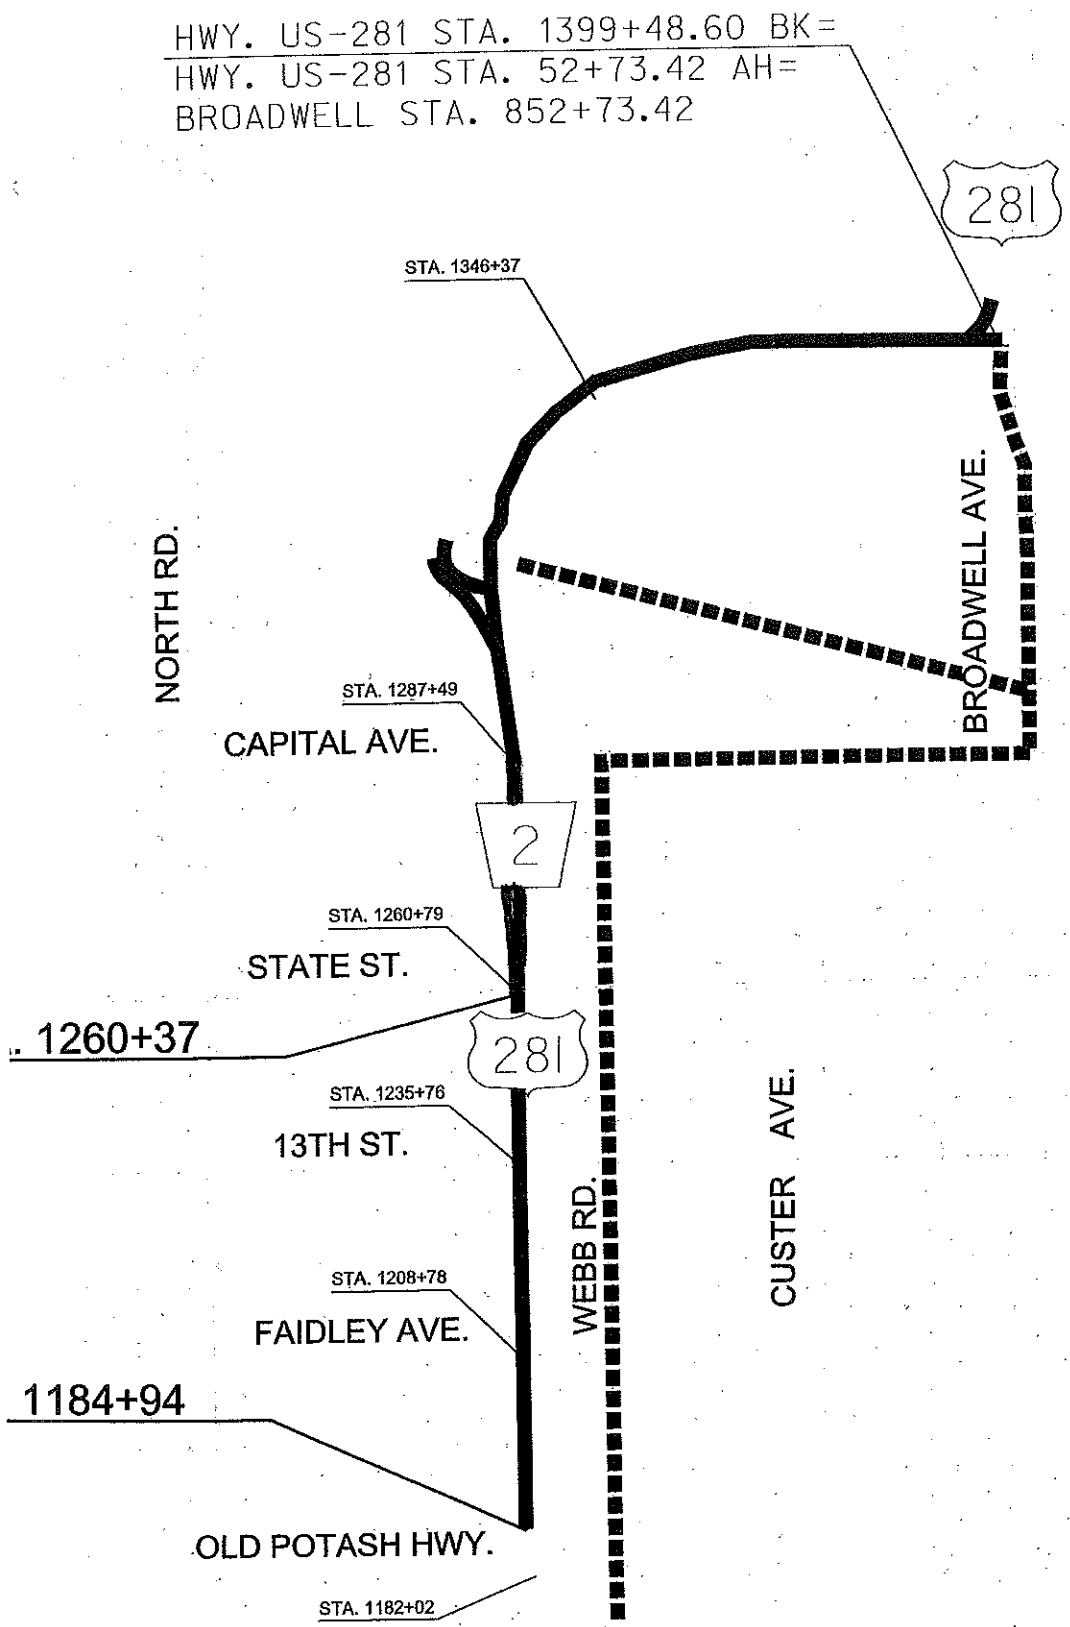 HWY. US-281 STA. 1399+48.60 BK=
HWY. US-281 STA. 52+73.42 AH=
BROADWELL STA. 852+73.42
281
STA. 1346+37
BROADWELL AVE.
NORTH RD.
STA. 1287+49
CAPITAL AVE.
2
STA. 1260+79
STATE ST.
. 1260+37
281
STA. 1235+76
13TH ST.
CUSTER AVE.
WEBB RD.
STA. 1208+78
FAIDLEY AVE.
1184+94
OLD POTASH HWY.
STA. 1182+02